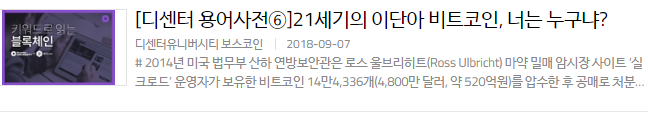 키워드로 읽는
블록체인
[디센터 용어사전⑥]21세기의 이단아 비트코인, 너는 누구냐?
디센터유니버시티 보스코인 | 2018-09-07
# 2014년 미국 법무부 산하 연방보안관은 로스 울브리히트(Ross Ulbricht) 마약 밀매 암시장 사이트 ‘실
크로드’ 운영자가 보유한 비트코인 14만4,336개(4,800만 달러, 약 520억원)를 압수한 후 공매로 처분...